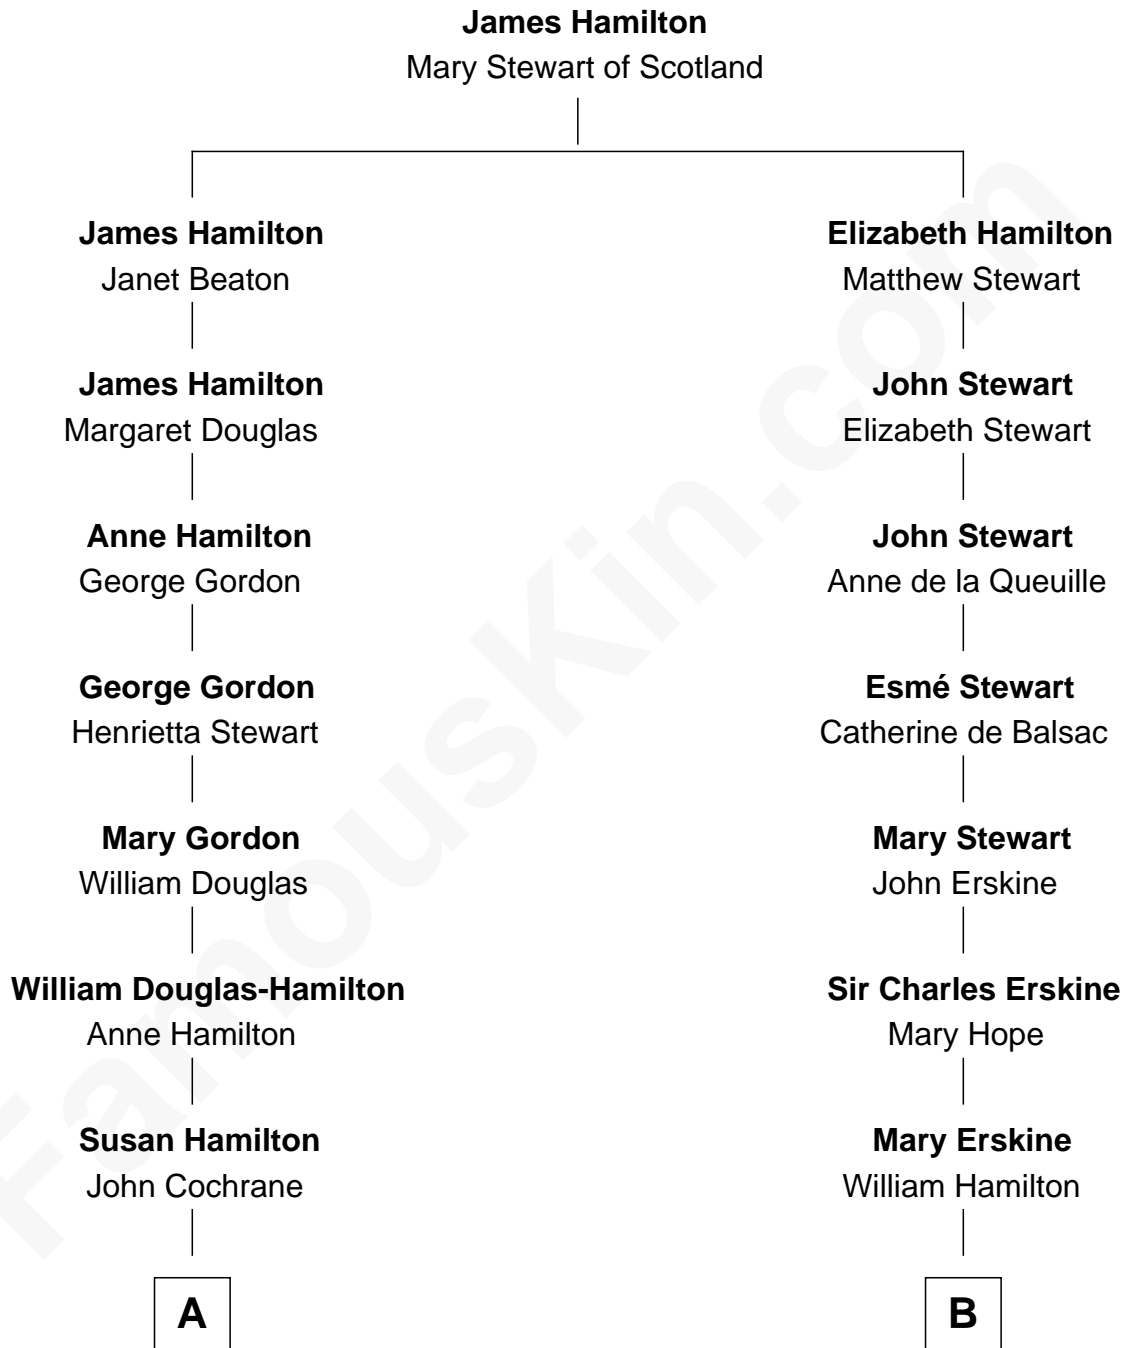 James Hamilton
Mary Stewart of Scotland
James Hamilton
Janet Beaton
Elizabeth Hamilton
Matthew Stewart
James Hamilton
Margaret Douglas
John Stewart
Elizabeth Stewart
Anne Hamilton
George Gordon
John Stewart
Anne de la Queuille
George Gordon
Henrietta Stewart
Esmé Stewart
Catherine de Balsac
Mary Gordon
William Douglas
Mary Stewart
John Erskine
William Douglas-Hamilton
Anne Hamilton
Sir Charles Erskine
Mary Hope
Susan Hamilton
John Cochrane
Mary Erskine
William Hamilton
A
B
FamousKin.com